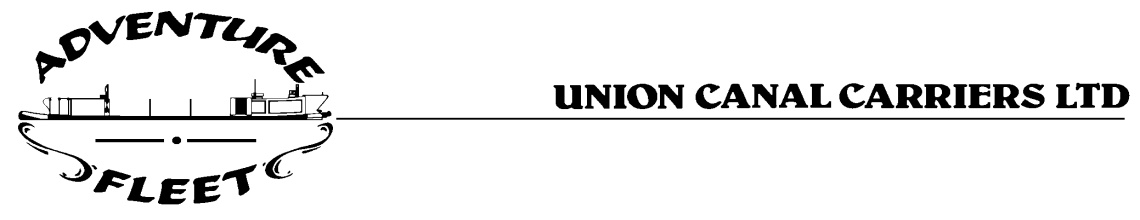 ADVENTURE
FLEET
UNION CANAL CARRIERS LTD